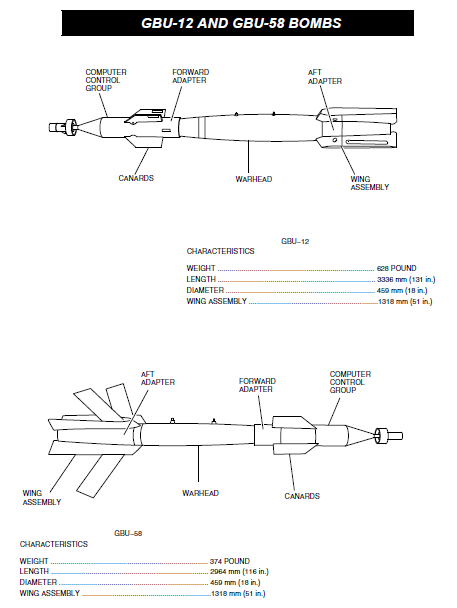 GBU-12 AND GBU-58 BOMBS
COMPUTER
CONTROL
GROUP
FORWARD
ADAPTER
AFT
ADAPTER
CANARDS
WARHEAD
WING
ASSEMBLY
GBU–12
CHARACTERISTICS
WEIGHT ........ 628 POUND
LENGTH ........ 3336 mm (131 in.)
DIAMETER ........ 459 mm (18 in.)
WING ASSEMBLY ........ 1318 mm (51 in.)
AFT
ADAPTER
FORWARD
ADAPTER
COMPUTER
CONTROL
GROUP
WING
ASSEMBLY
WARHEAD
CANARDS
GBU–58
CHARACTERISTICS
WEIGHT ........ 374 POUND
LENGTH ........ 2964 mm (116 in.)
DIAMETER ........ 459 mm (18 in.)
WING ASSEMBLY ........ 1318 mm (51 in.)